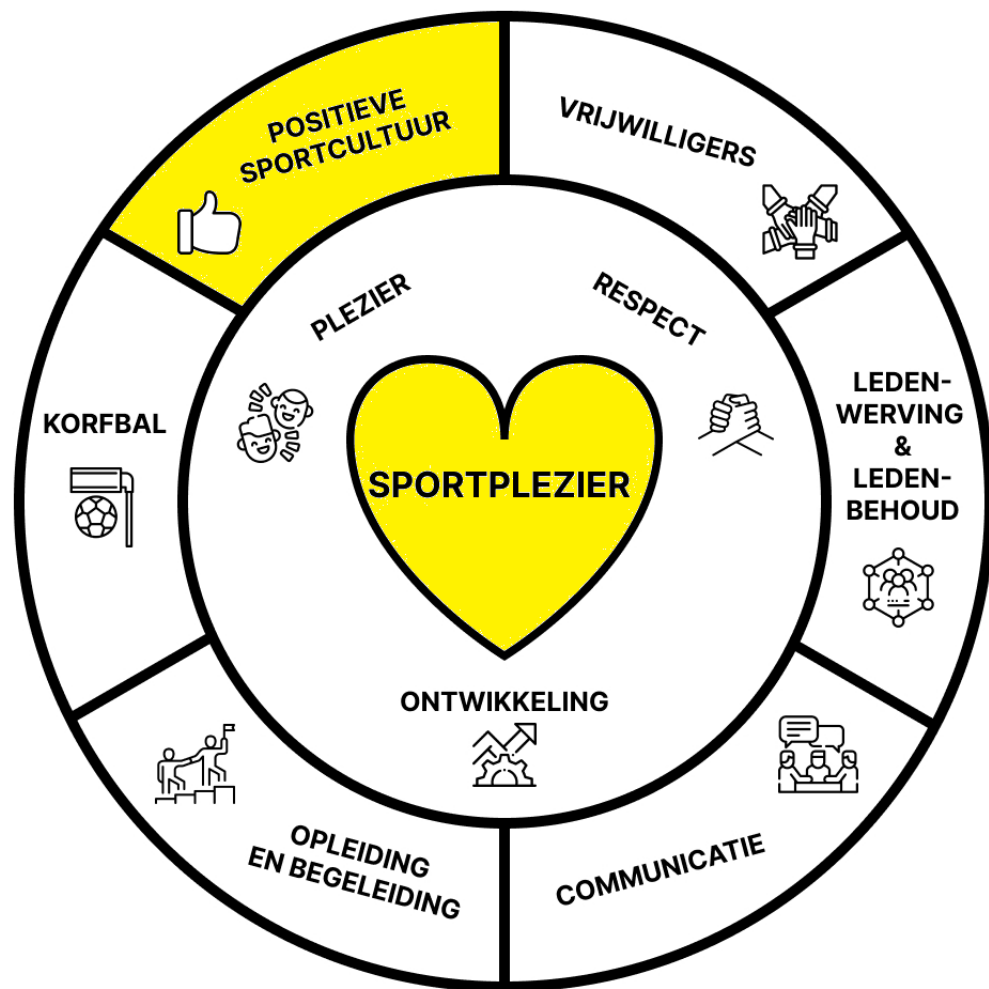 POSITIEVE
SPORTCULTUUR
VRIJWILLIGERS
LEDEN-
WERVING
&
LEDEN-
BEHOUD
COMMUNICATIE
OPLEIDING
EN BEGELEIDING
KORFBAL
PLEZIER
RESPECT
SPORTPLEZIER
ONTWIKKELING